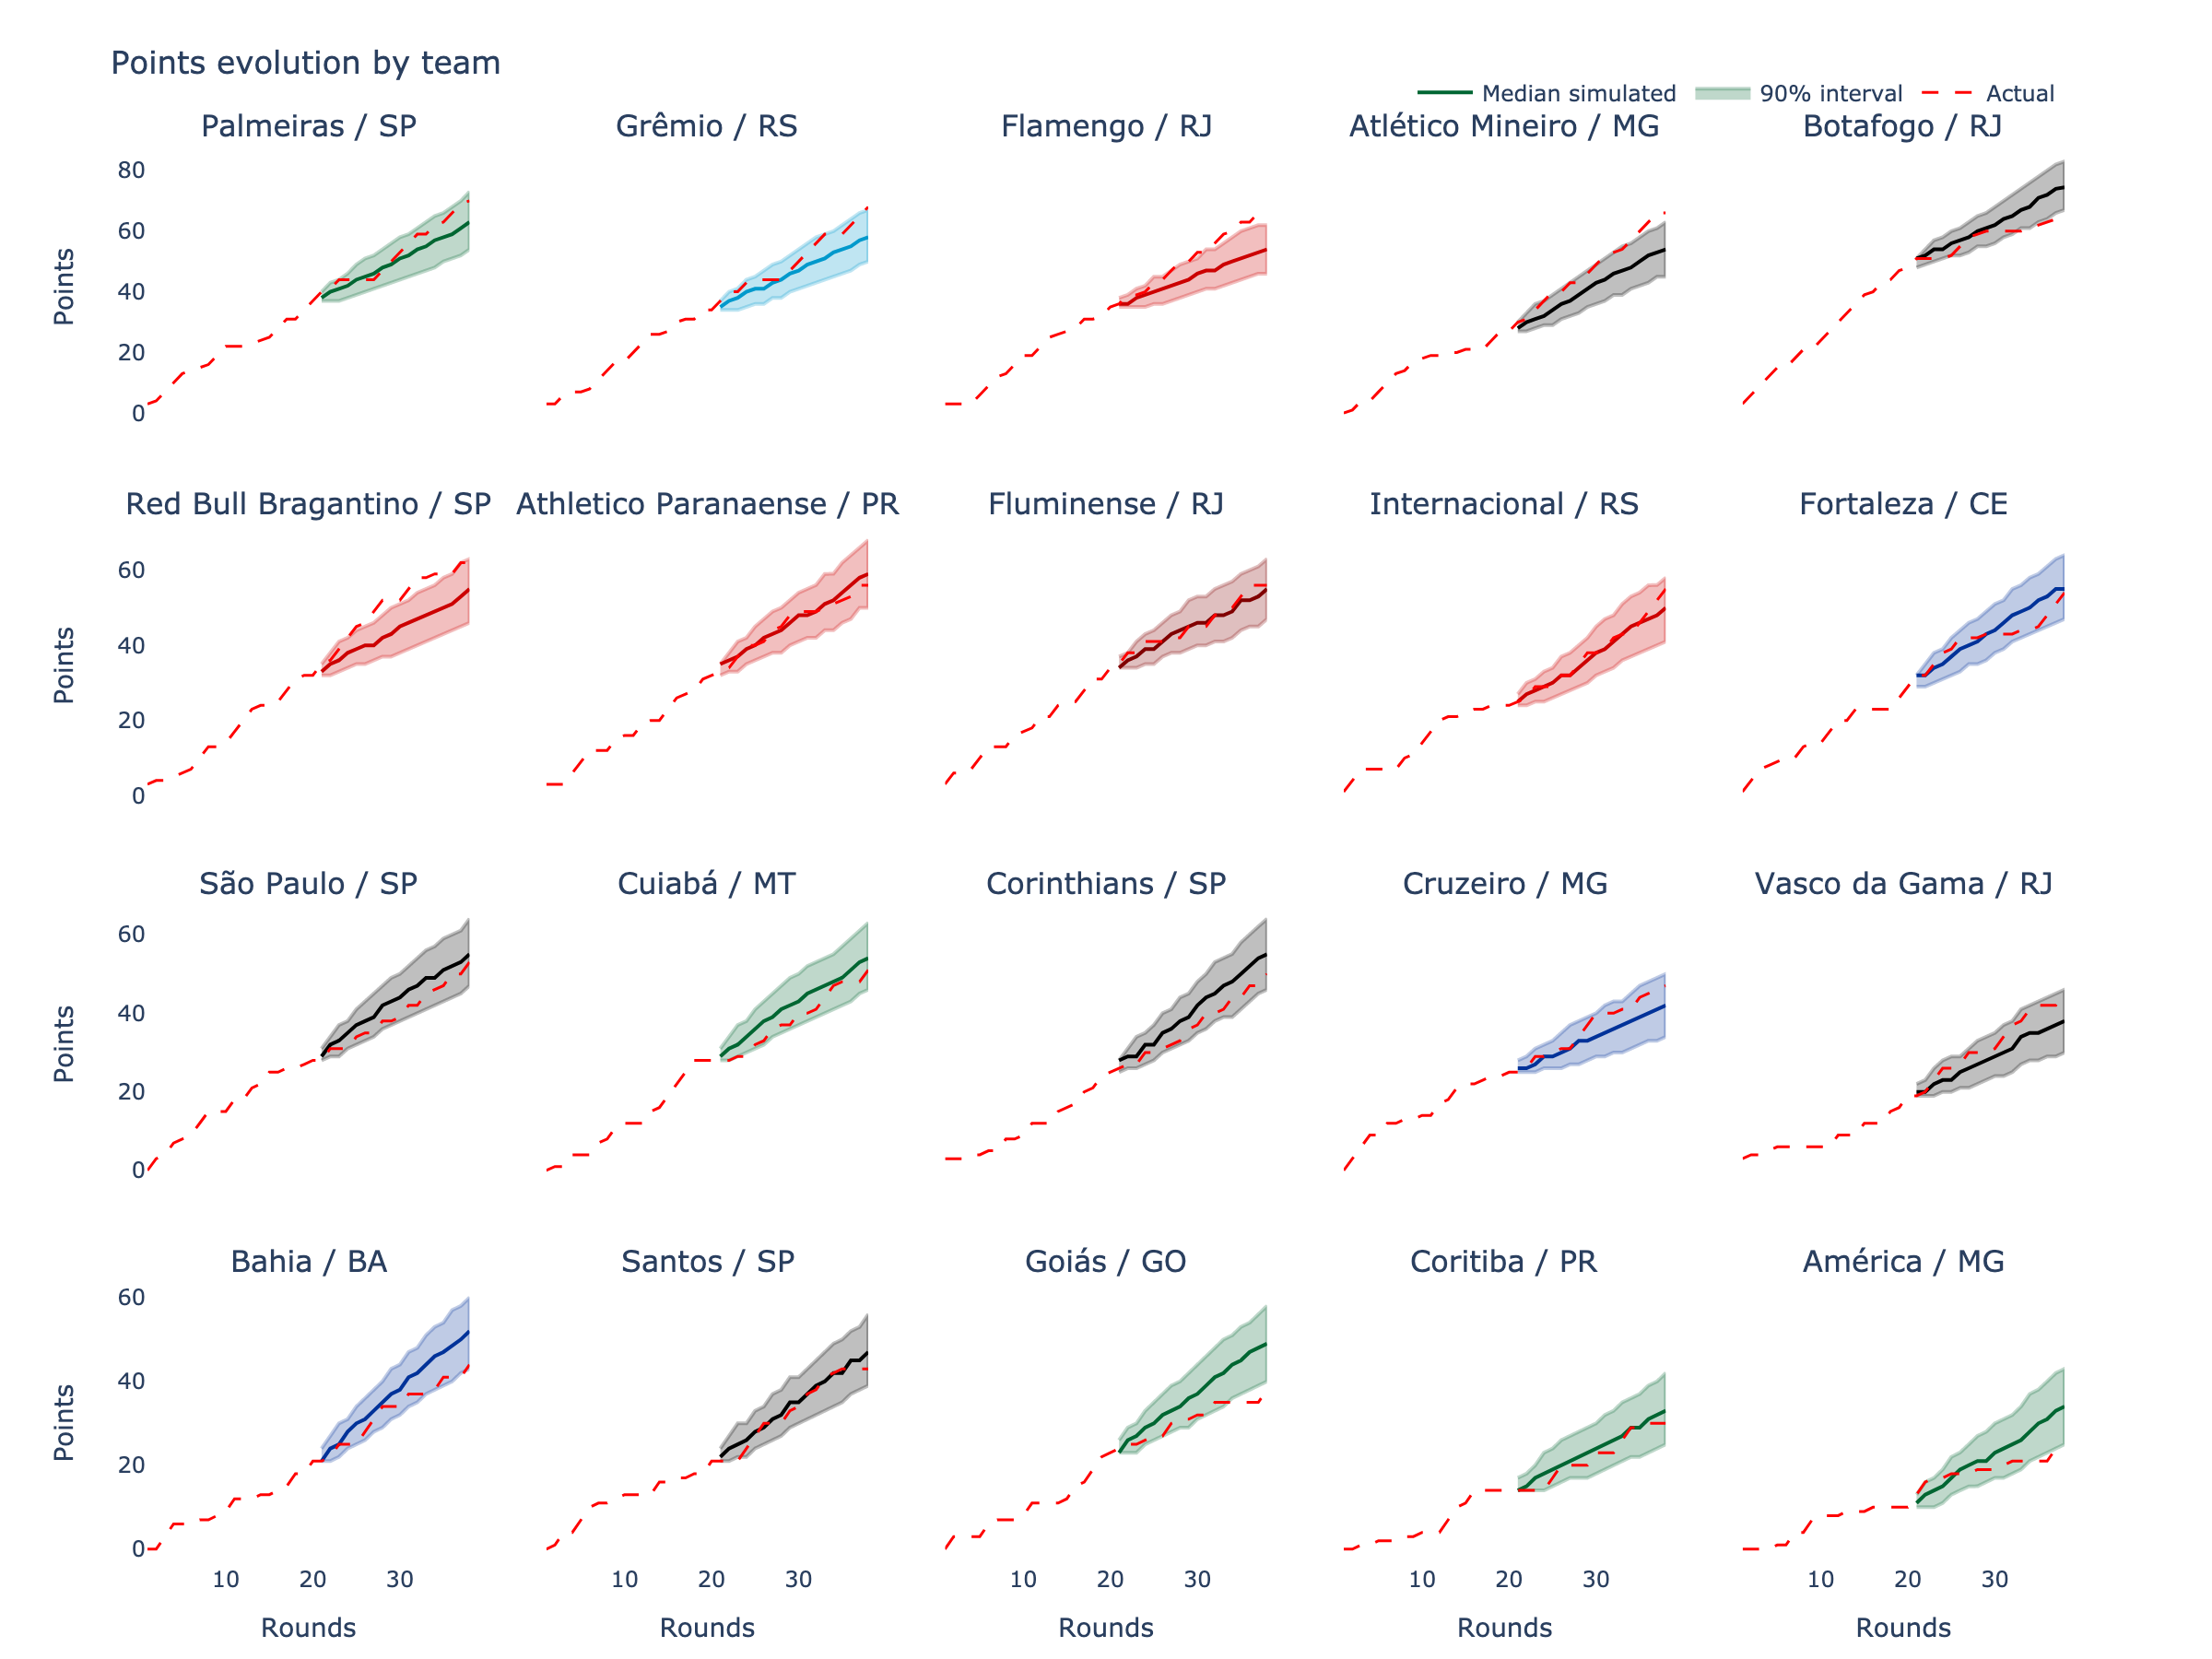 Points evolution by team
Median simulated 90% interval Actual
Palmeiras / SP Grêmio / RS Flamengo / RJ Atlético Mineiro / MG Botafogo / RJ
80
60
40
20
0
Points
Red Bull Bragantino / SP Athletico Paranaense / PR Fluminense / RJ Internacional / RS Fortaleza / CE
60
40
20
0
Points
São Paulo / SP Cuiabá / MT Corinthians / SP Cruzeiro / MG Vasco da Gama / RJ
60
40
20
0
Points
Bahia / BA Santos / SP Goiás / GO Coritiba / PR América / MG
60
40
20
0
Points
10 20 30 10 20 30 10 20 30 10 20 30 10 20 30
Rounds Rounds Rounds Rounds Rounds